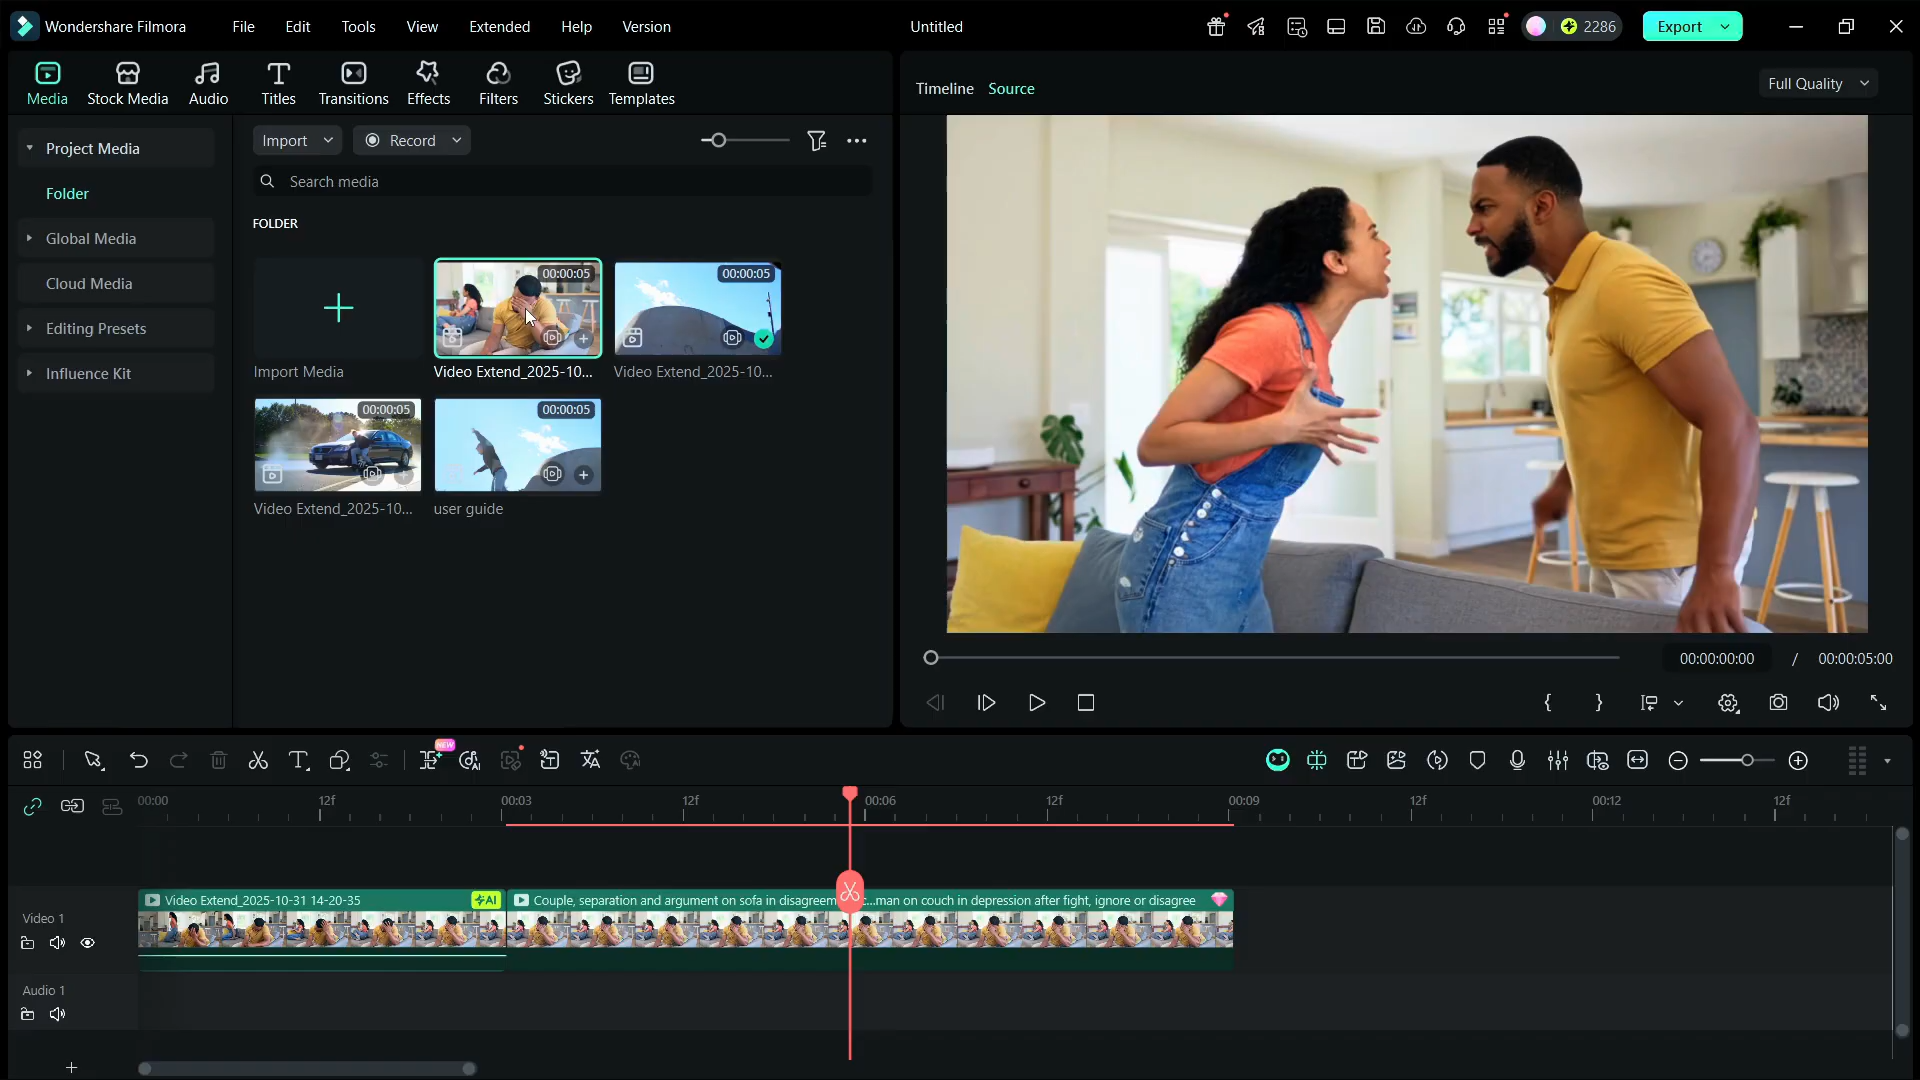 Wondershare Filmora
File
Edit
Tools
View
Extended
Help
Version
Untitled
2286
Export
Media
Stock Media
Audio
Titles
Transitions
Effects
Filters
Stickers
Templates
Timeline
Source
Full Quality
Project Media
Folder
Global Media
Cloud Media
Editing Presets
Influence Kit
Import
Record
Search media
FOLDER
Import Media
00:00:05
Video Extend_2025-10...
00:00:05
Video Extend_2025-10...
00:00:05
Video Extend_2025-10...
00:00:05
user guide
00:00:00:00 / 00:00:05:00
NEW
00:00
12f
00:03
12f
00:06
12f
00:09
12f
00:12
12f
Video 1
Video Extend_2025-10-31 14-20-35
AI
Couple, separation and argument on sofa in disagreem
...man on couch in depression after fight, ignore or disagree
Audio 1